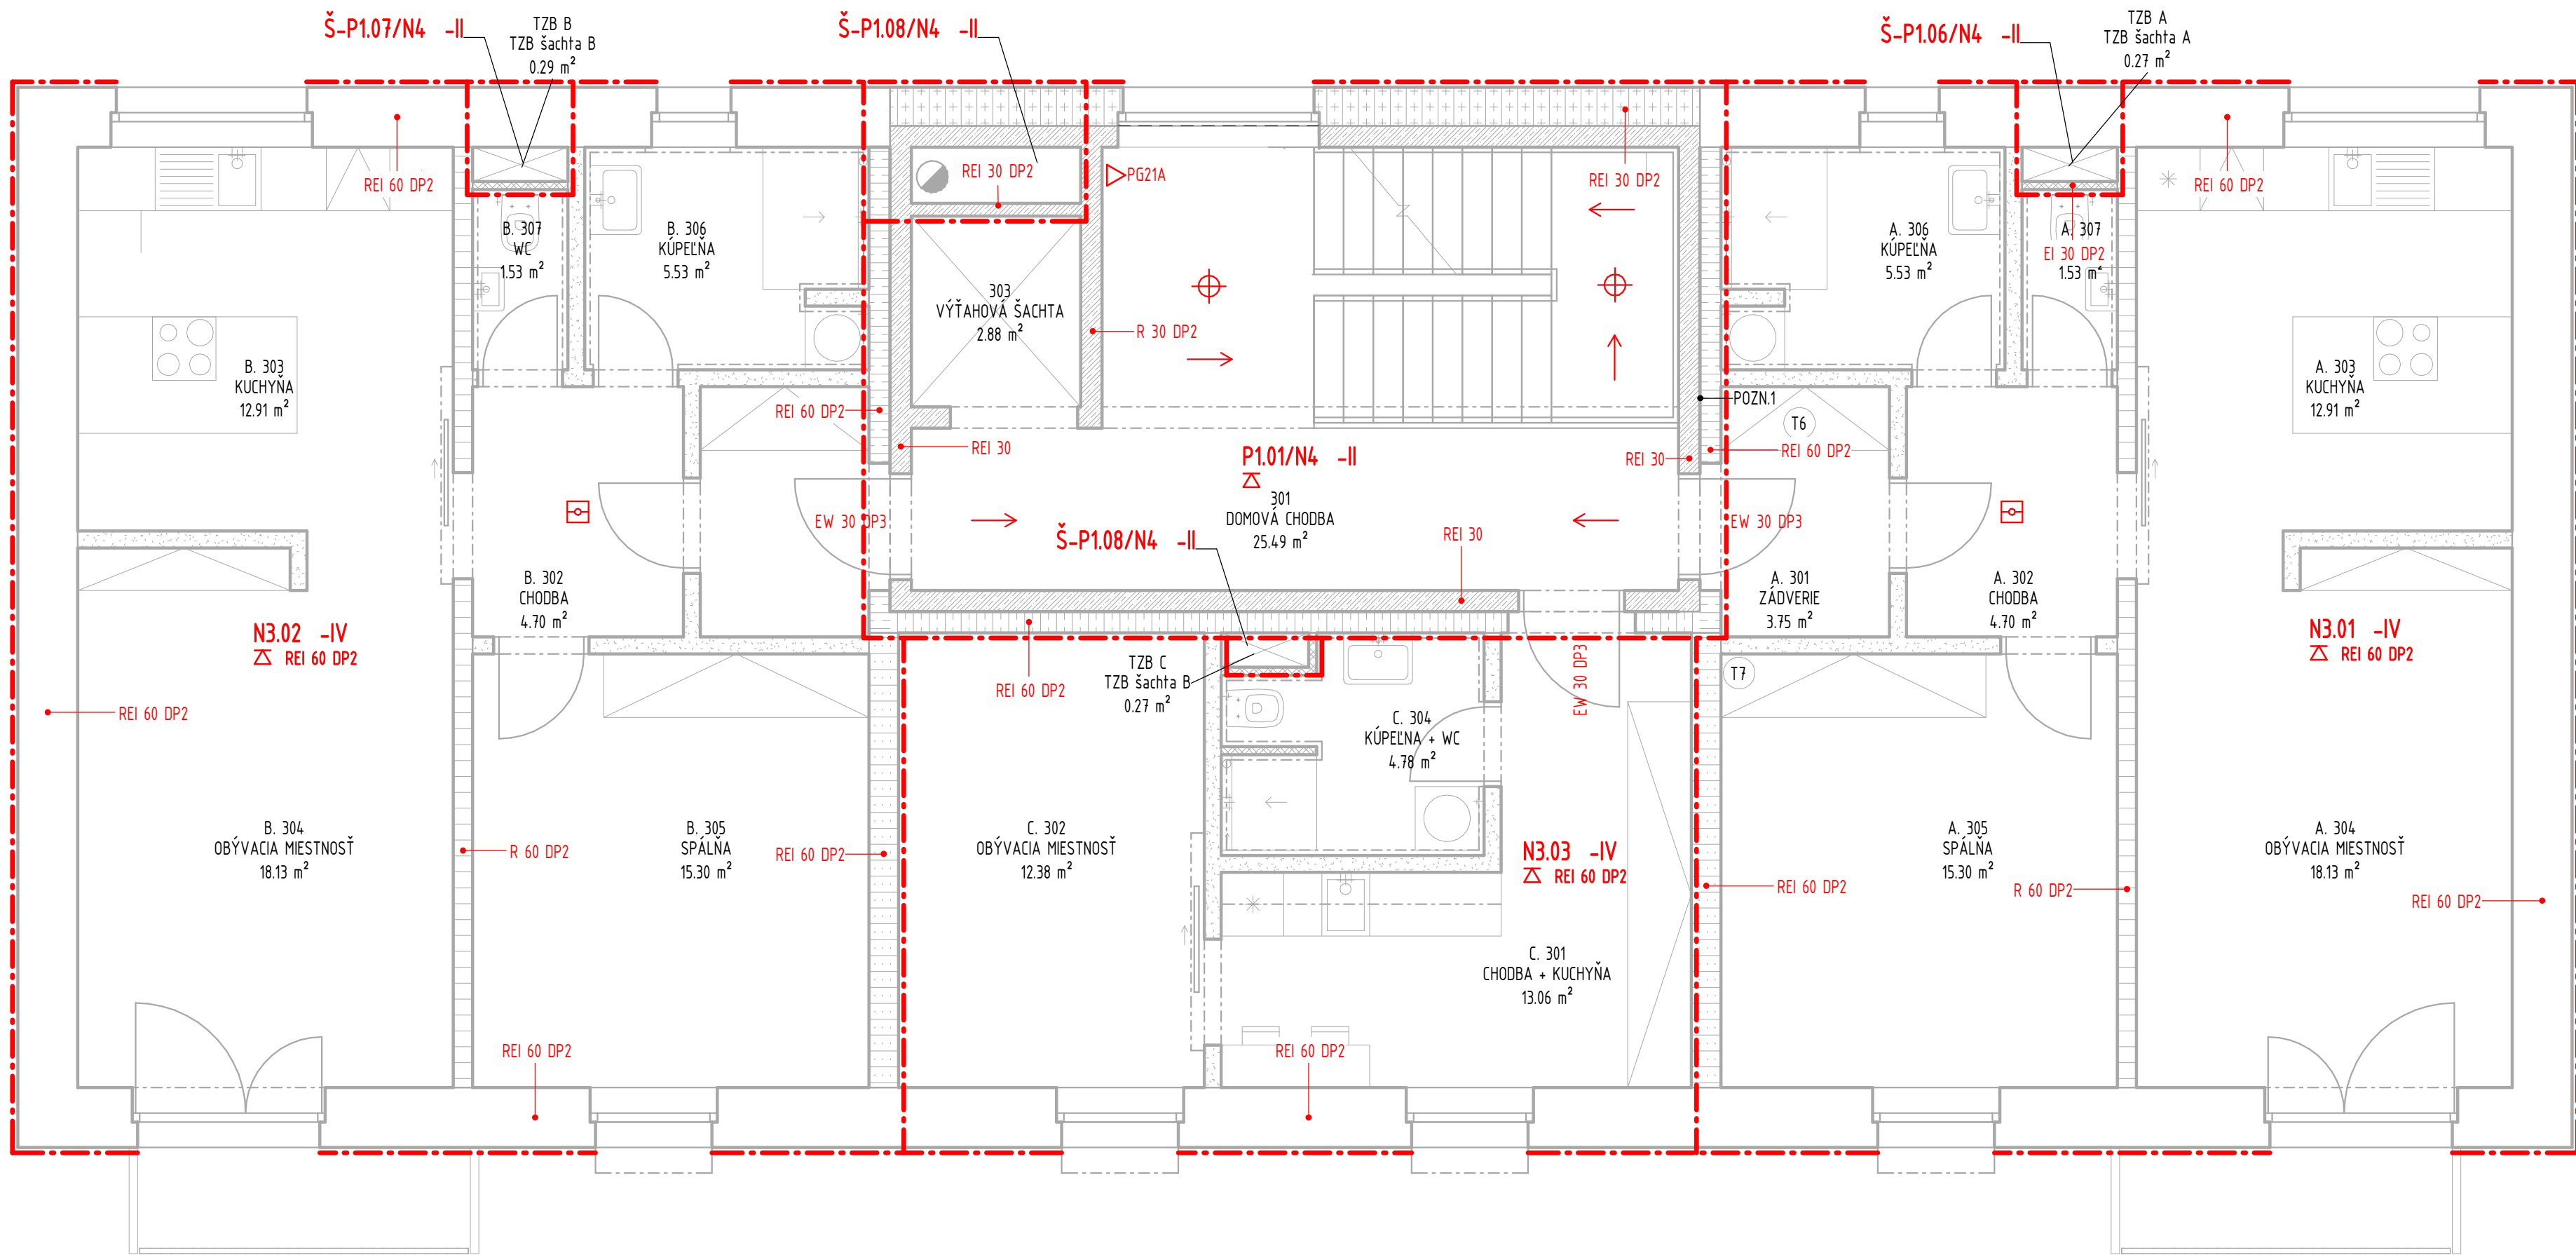 Š-P1.07/N4 -II
TZB B
TZB šachta B
0.29 m²
Š-P1.08/N4 -II
Š-P1.06/N4 -II
TZB A
TZB šachta A
0.27 m²
REI 60 DP2
REI 30 DP2
PG21A
REI 30 DP2
REI 60 DP2
B. 307
WC
1.53 m²
B. 306
KÚPEĽŇA
5.53 m²
A. 306
KÚPEĽŇA
5.53 m²
A. 307
EI 30 DP2
1.53 m²
303
VÝŤAHOVÁ ŠACHTA
2.88 m²
R 30 DP2
B. 303
KUCHYŇA
12.91 m²
A. 303
KUCHYŇA
12.91 m²
REI 60 DP2
POZN.1
T6
REI 30
P1.01/N4 -II
REI 30
REI 60 DP2
301
DOMOVÁ CHODBA
25.49 m²
EW 30 DP3
EW 30 DP3
Š-P1.08/N4 -II
REI 30
B. 302
CHODBA
4.70 m²
A. 301
ZÁDVERIE
3.75 m²
A. 302
CHODBA
4.70 m²
N3.02 -IV
REI 60 DP2
N3.01 -IV
REI 60 DP2
TZB C
TZB šachta B
0.27 m²
REI 60 DP2
EW 30 DP3
T7
REI 60 DP2
C. 304
KÚPEĽNA + WC
4.78 m²
B. 304
OBÝVACIA MIESTNOSŤ
18.13 m²
R 60 DP2
B. 305
SPÁLŇA
15.30 m²
REI 60 DP2
C. 302
OBÝVACIA MIESTNOSŤ
12.38 m²
N3.03 -IV
REI 60 DP2
REI 60 DP2
A. 305
SPÁLŇA
15.30 m²
R 60 DP2
A. 304
OBÝVACIA MIESTNOSŤ
18.13 m²
REI 60 DP2
C. 301
CHODBA + KUCHYŇA
13.06 m²
REI 60 DP2
REI 60 DP2